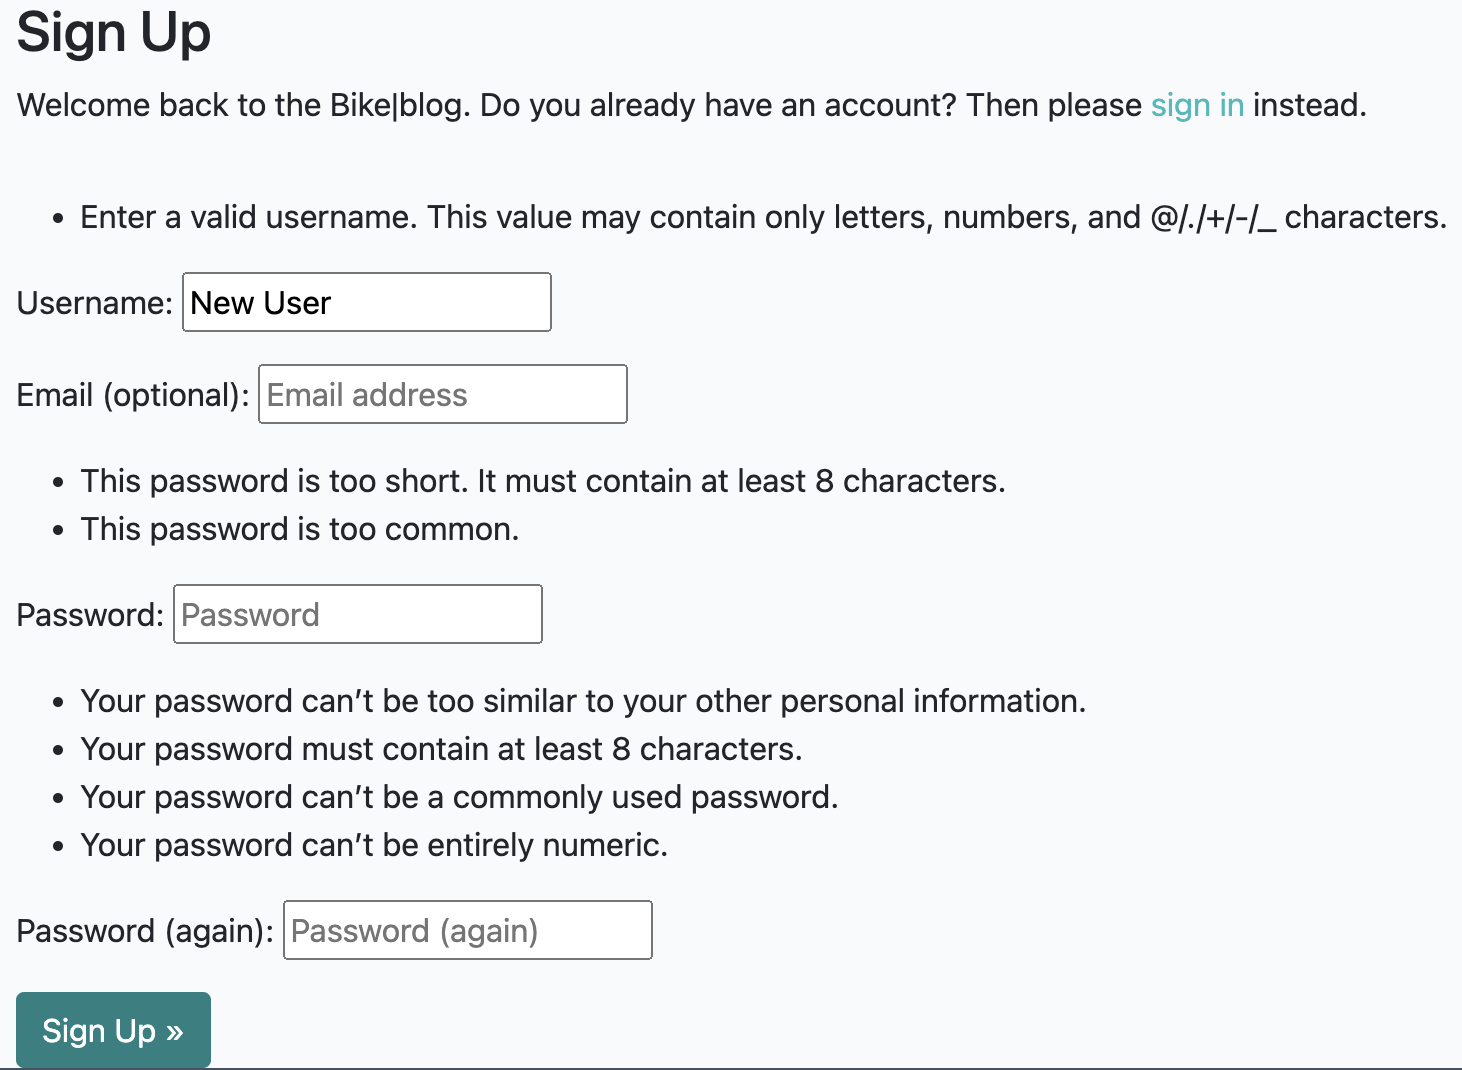 Sign Up
Welcome back to the Bike|blog. Do you already have an account? Then please sign in instead.
• Enter a valid username. This value may contain only letters, numbers, and @/./+/-/_ characters.
Username: New User
Email (optional): Email address
• This password is too short. It must contain at least 8 characters.
• This password is too common.
Password: Password
• Your password can’t be too similar to your other personal information.
• Your password must contain at least 8 characters.
• Your password can’t be a commonly used password.
• Your password can’t be entirely numeric.
Password (again): Password (again)
Sign Up »